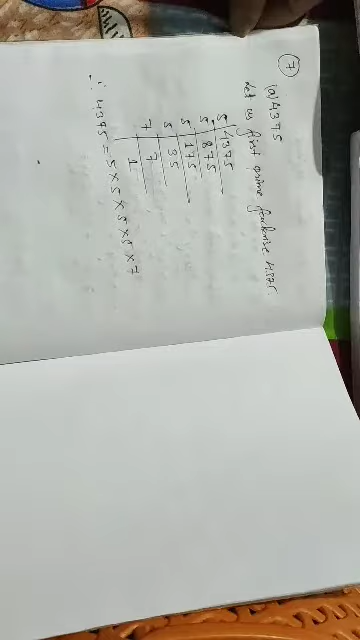 7
(a) 4375
Let us first prime factorise 4375.
5 | 4375
5 | 875
5 | 175
5 | 35
7 | 7
1
∴ 4375 = 5 × 5 × 5 × 5 × 7